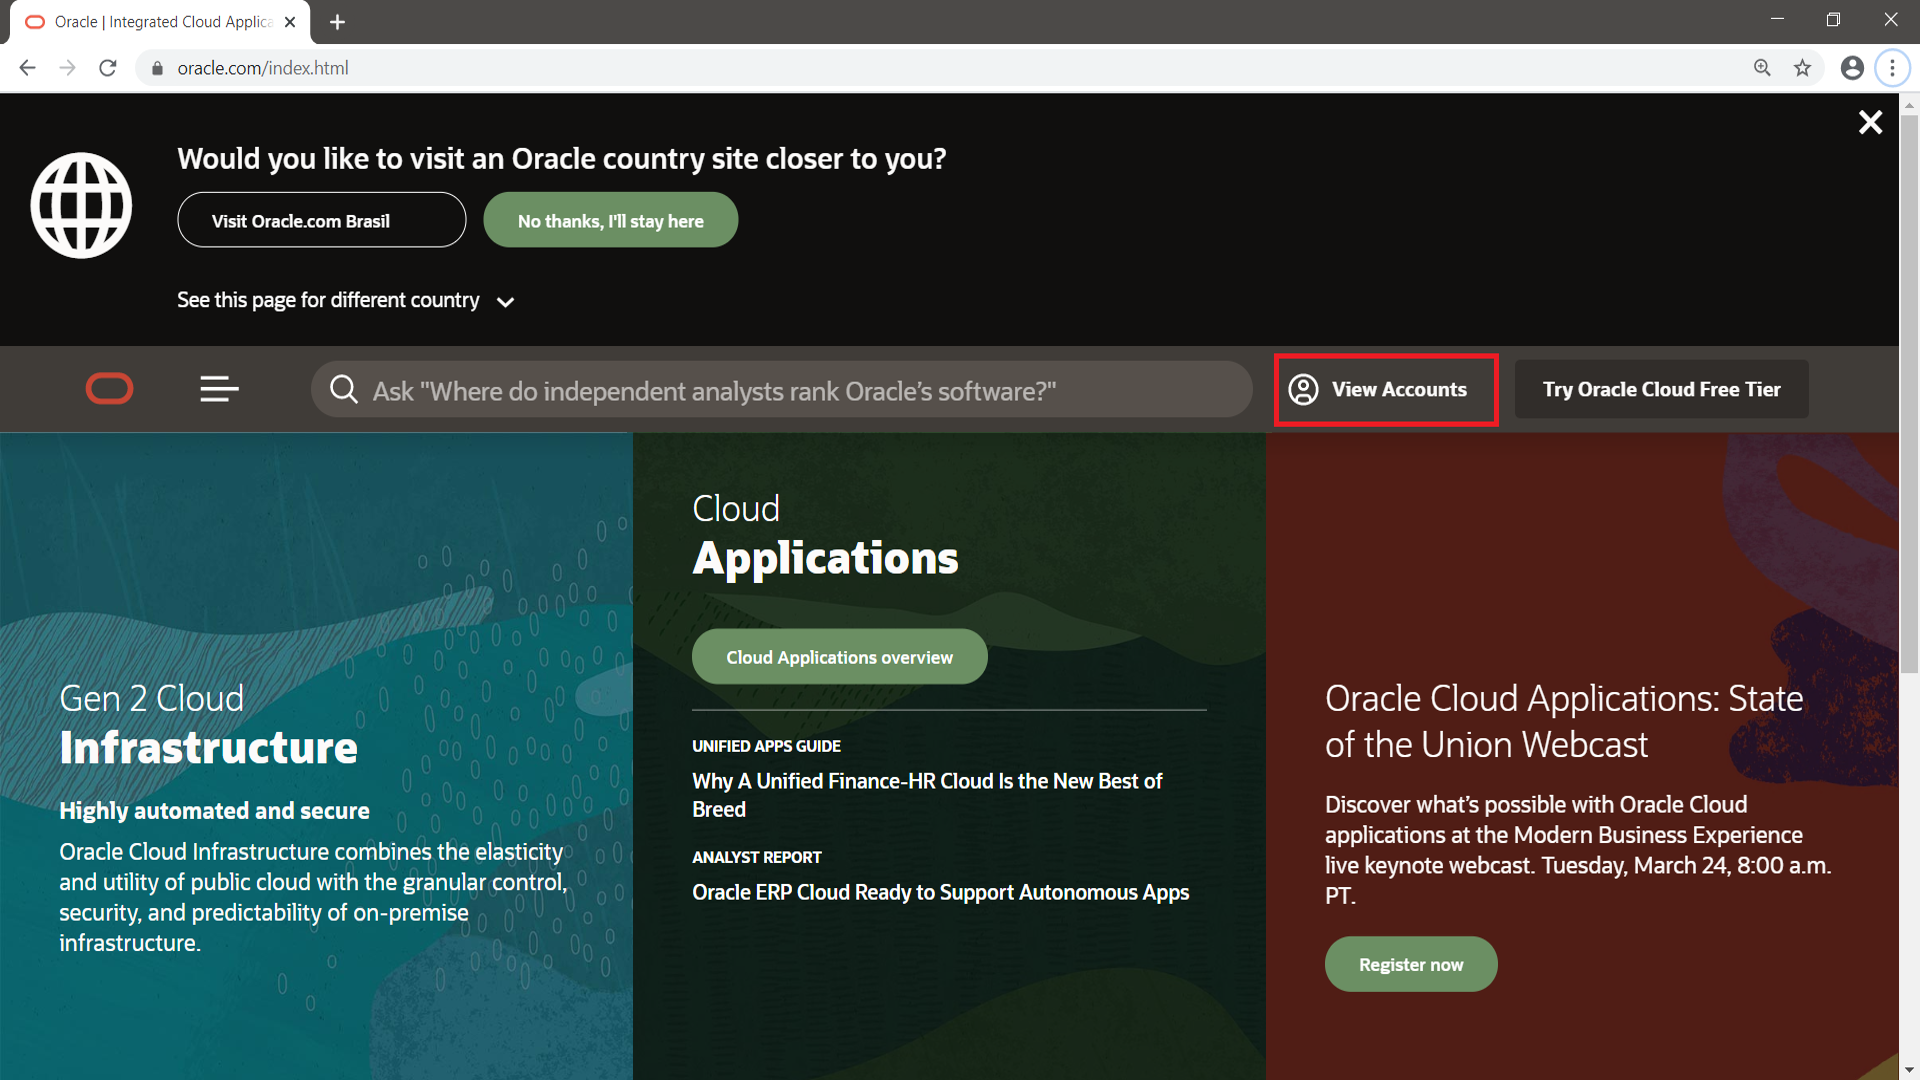 Oracle | Integrated Cloud Applica
oracle.com/index.html
Would you like to visit an Oracle country site closer to you?
Visit Oracle.com Brasil
No thanks, I'll stay here
See this page for different country
Ask "Where do independent analysts rank Oracle’s software?"
View Accounts
Try Oracle Cloud Free Tier
Gen 2 Cloud
Infrastructure
Highly automated and secure
Oracle Cloud Infrastructure combines the elasticity
and utility of public cloud with the granular control,
security, and predictability of on-premise
infrastructure.
Cloud
Applications
Cloud Applications overview
UNIFIED APPS GUIDE
Why A Unified Finance-HR Cloud Is the New Best of
Breed
ANALYST REPORT
Oracle ERP Cloud Ready to Support Autonomous Apps
Oracle Cloud Applications: State
of the Union Webcast
Discover what’s possible with Oracle Cloud
applications at the Modern Business Experience
live keynote webcast. Tuesday, March 24, 8:00 a.m.
PT.
Register now